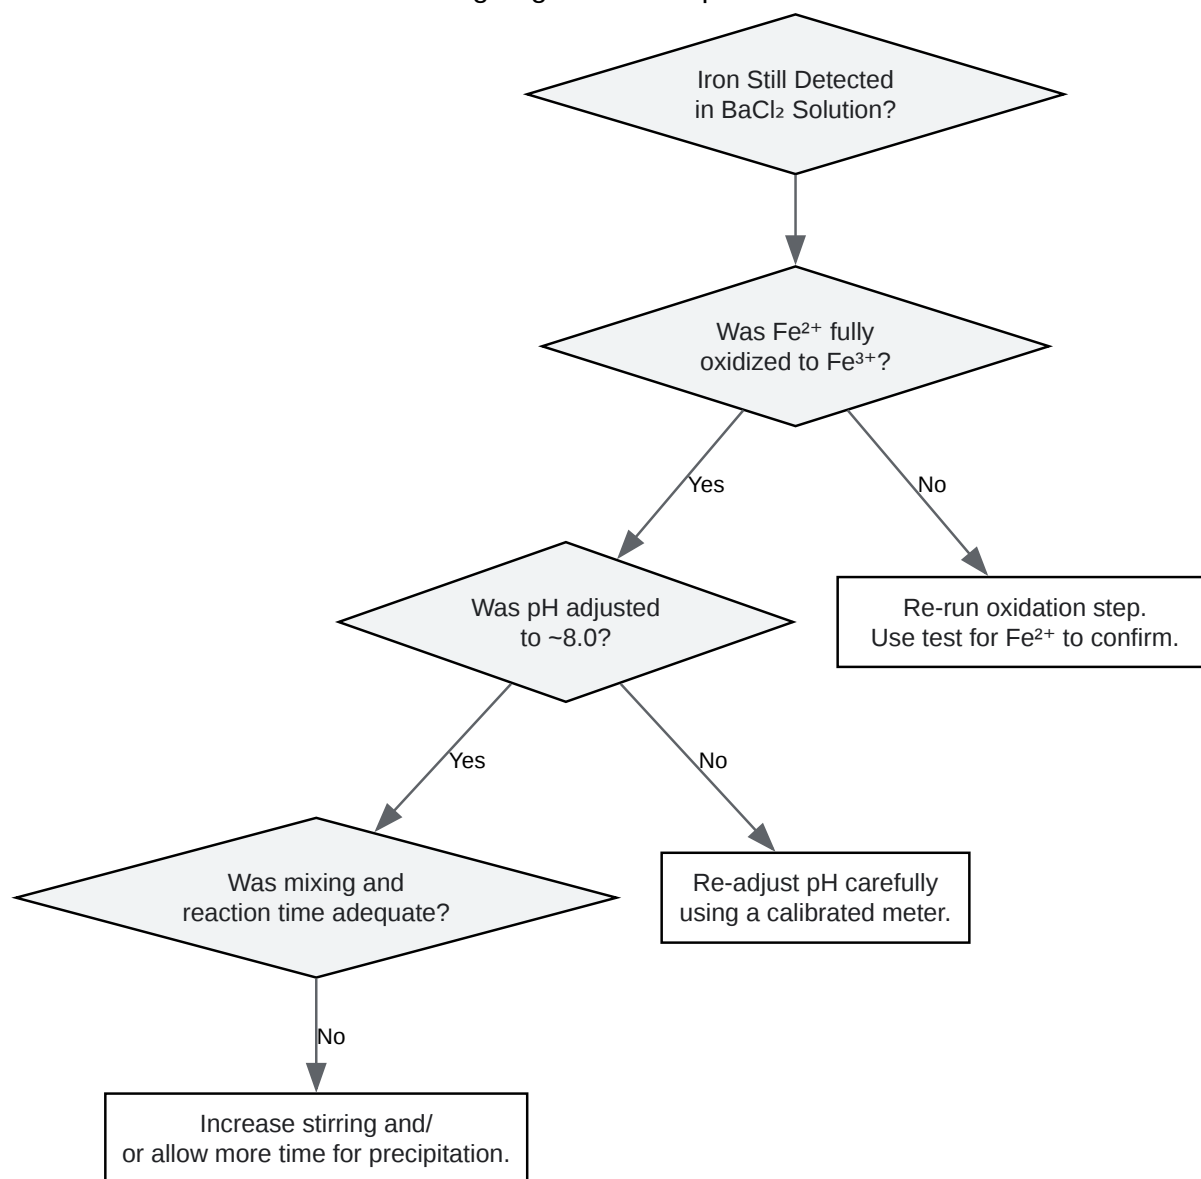 Iron Still Detected
in BaCl₂ Solution?
Was Fe²⁺ fully
oxidized to Fe³⁺?
Yes
No
Was pH adjusted
to ~8.0?
Re-run oxidation step.
Use test for Fe²⁺ to confirm.
Yes
No
Was mixing and
reaction time adequate?
Re-adjust pH carefully
using a calibrated meter.
No
Increase stirring and/
or allow more time for precipitation.